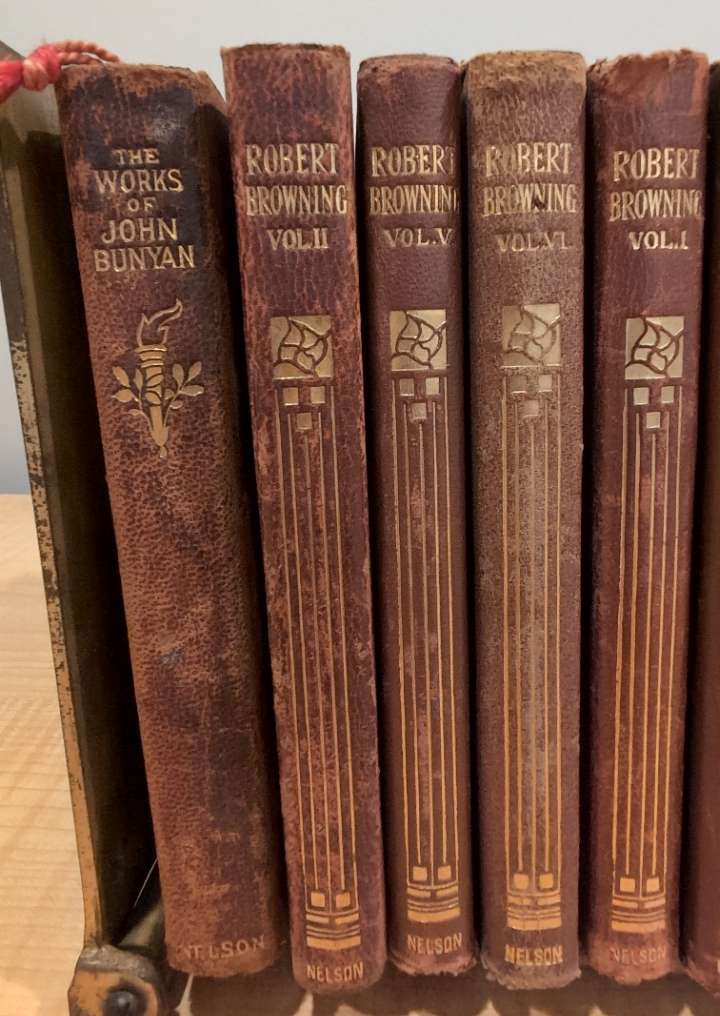 THE
WORKS
OF
JOHN
BUNYAN
NELSON
ROBERT
BROWNING
VOL.II
NELSON
ROBERT
BROWNING
VOL.V
NELSON
ROBERT
BROWNING
VOL.VI
NELSON
ROBERT
BROWNING
VOL.I
NELSON